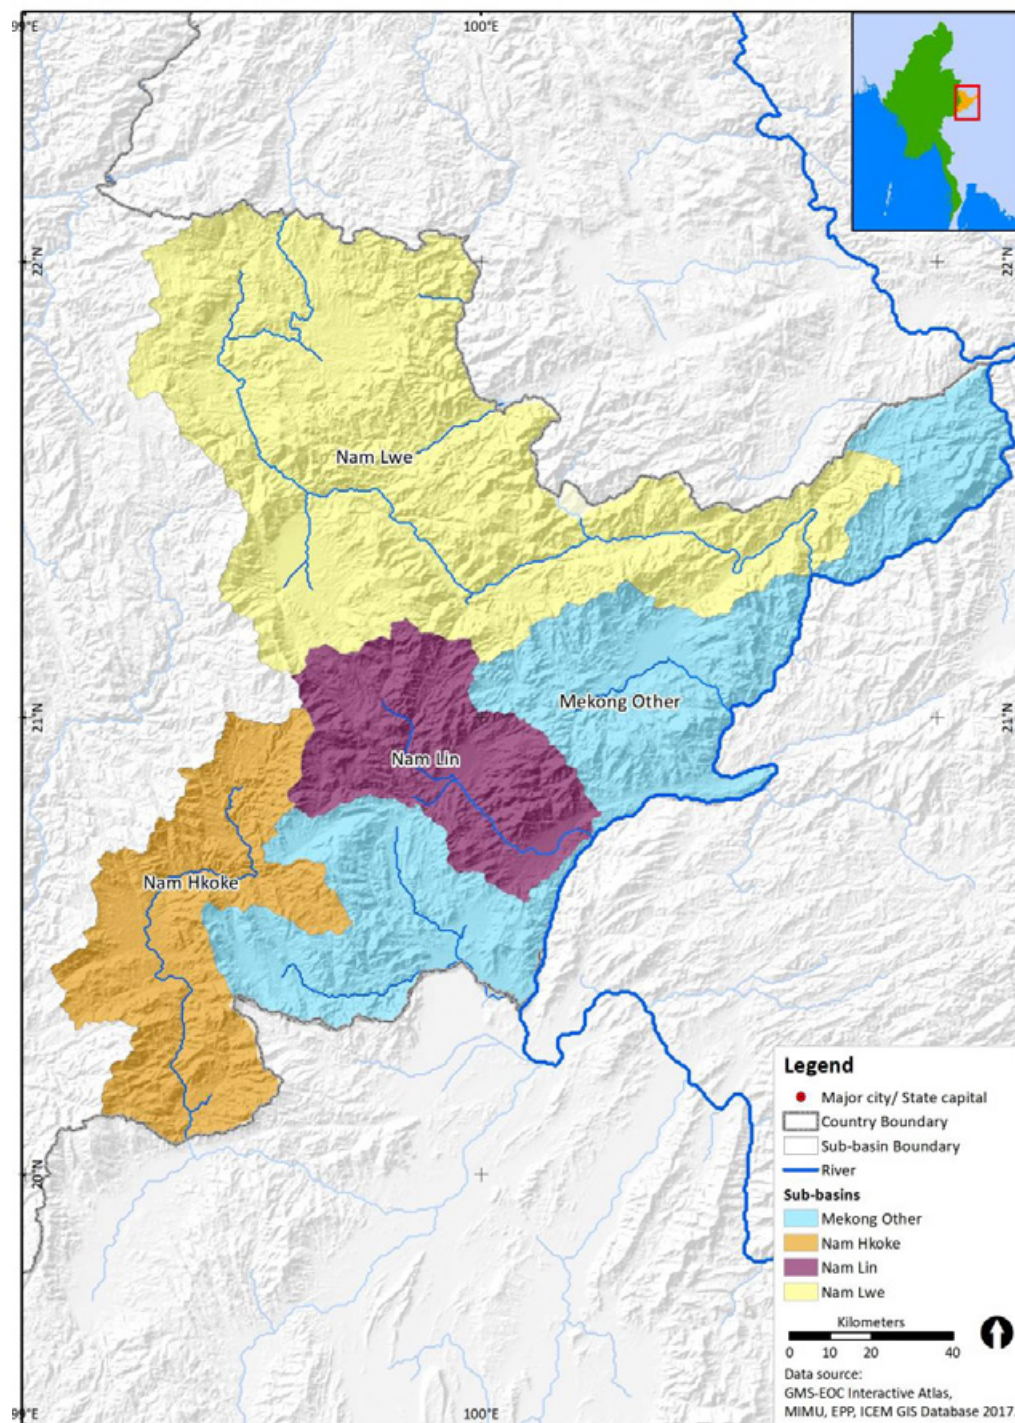 99°E
100°E
22°N
22°N
Nam Lwe
Mekong Other
21°N
21°N
Nam Lin
Nam Hkoke
20°N
Legend
Major city/ State capital
Country Boundary
Sub-basin Boundary
River
Sub-basins
Mekong Other
Nam Hkoke
Nam Lin
Nam Lwe
Kilometers
0 10 20 40
Data source:
GMS-EOC Interactive Atlas,
MIMU, EPP, ICEM GIS Database 2017
99°E
100°E